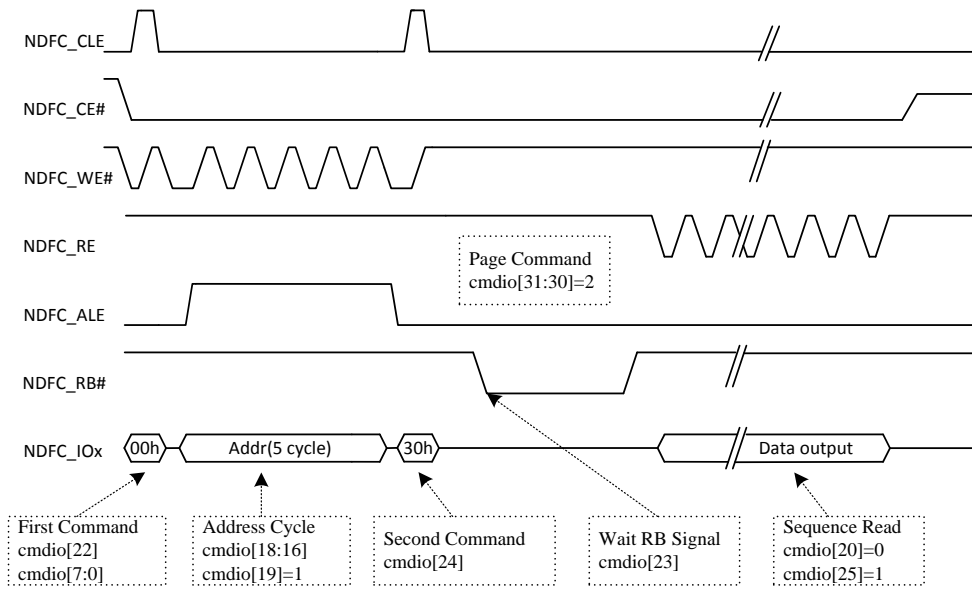 NDFC_CLE
NDFC_CE#
NDFC_WE#
NDFC_RE
Page Command
cmdio[31:30]=2
NDFC_ALE
NDFC_RB#
NDFC_IOx
00h
Addr(5 cycle)
30h
Data output
First Command
cmdio[22]
cmdio[7:0]
Address Cycle
cmdio[18:16]
cmdio[19]=1
Second Command
cmdio[24]
Wait RB Signal
cmdio[23]
Sequence Read
cmdio[20]=0
cmdio[25]=1